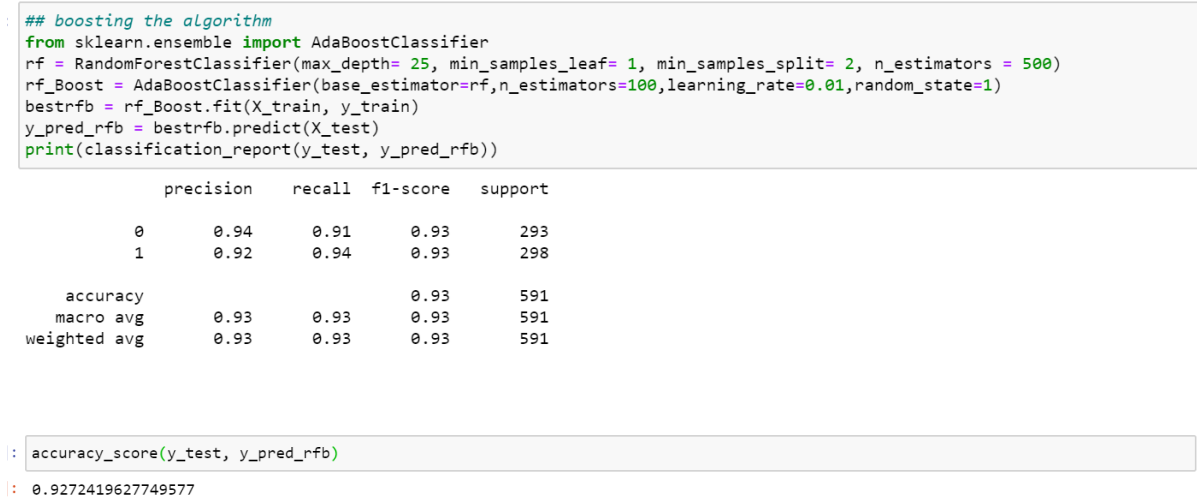 ## boosting the algorithm
from sklearn.ensemble import AdaBoostClassifier
rf = RandomForestClassifier(max_depth= 25, min_samples_leaf= 1, min_samples_split= 2, n_estimators = 500)
rf_Boost = AdaBoostClassifier(base_estimator=rf,n_estimators=100,learning_rate=0.01,random_state=1)
bestrfb = rf_Boost.fit(X_train, y_train)
y_pred_rfb = bestrfb.predict(X_test)
print(classification_report(y_test, y_pred_rfb))
precision recall f1-score support
0 0.94 0.91 0.93 293
1 0.92 0.94 0.93 298
accuracy 0.93 591
macro avg 0.93 0.93 0.93 591
weighted avg 0.93 0.93 0.93 591
]: accuracy_score(y_test, y_pred_rfb)
]: 0.9272419627749577